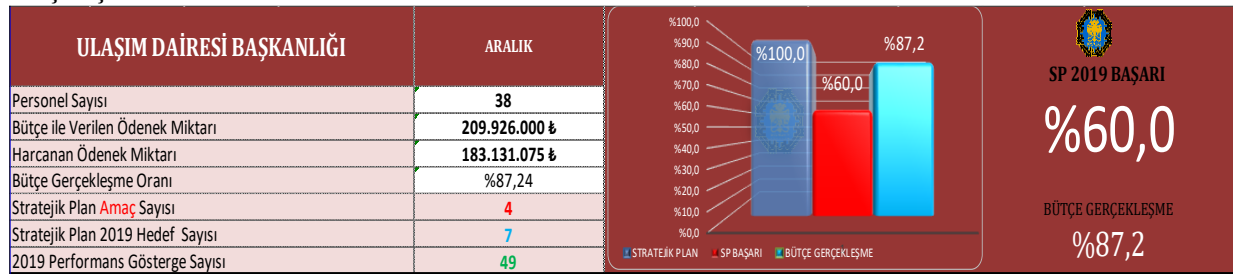 ULAŞIM DAİRESİ BAŞKANLIĞI
ARALIK
Personel Sayısı 38
Bütçe ile Verilen Ödenek Miktarı 209.926.000 ₺
Harcanan Ödenek Miktarı 183.131.075 ₺
Bütçe Gerçekleşme Oranı %87,24
Stratejik Plan Amaç Sayısı 4
Stratejik Plan 2019 Hedef Sayısı 7
2019 Performans Gösterge Sayısı 49
%100,0
%90,0
%80,0
%70,0
%60,0
%50,0
%40,0
%30,0
%20,0
%10,0
%0,0
%100,0
%60,0
%87,2
STRATEJİK PLAN SP BAŞARI BÜTÇE GERÇEKLEŞME
SP 2019 BAŞARI
%60,0
BÜTÇE GERÇEKLEŞME
%87,2